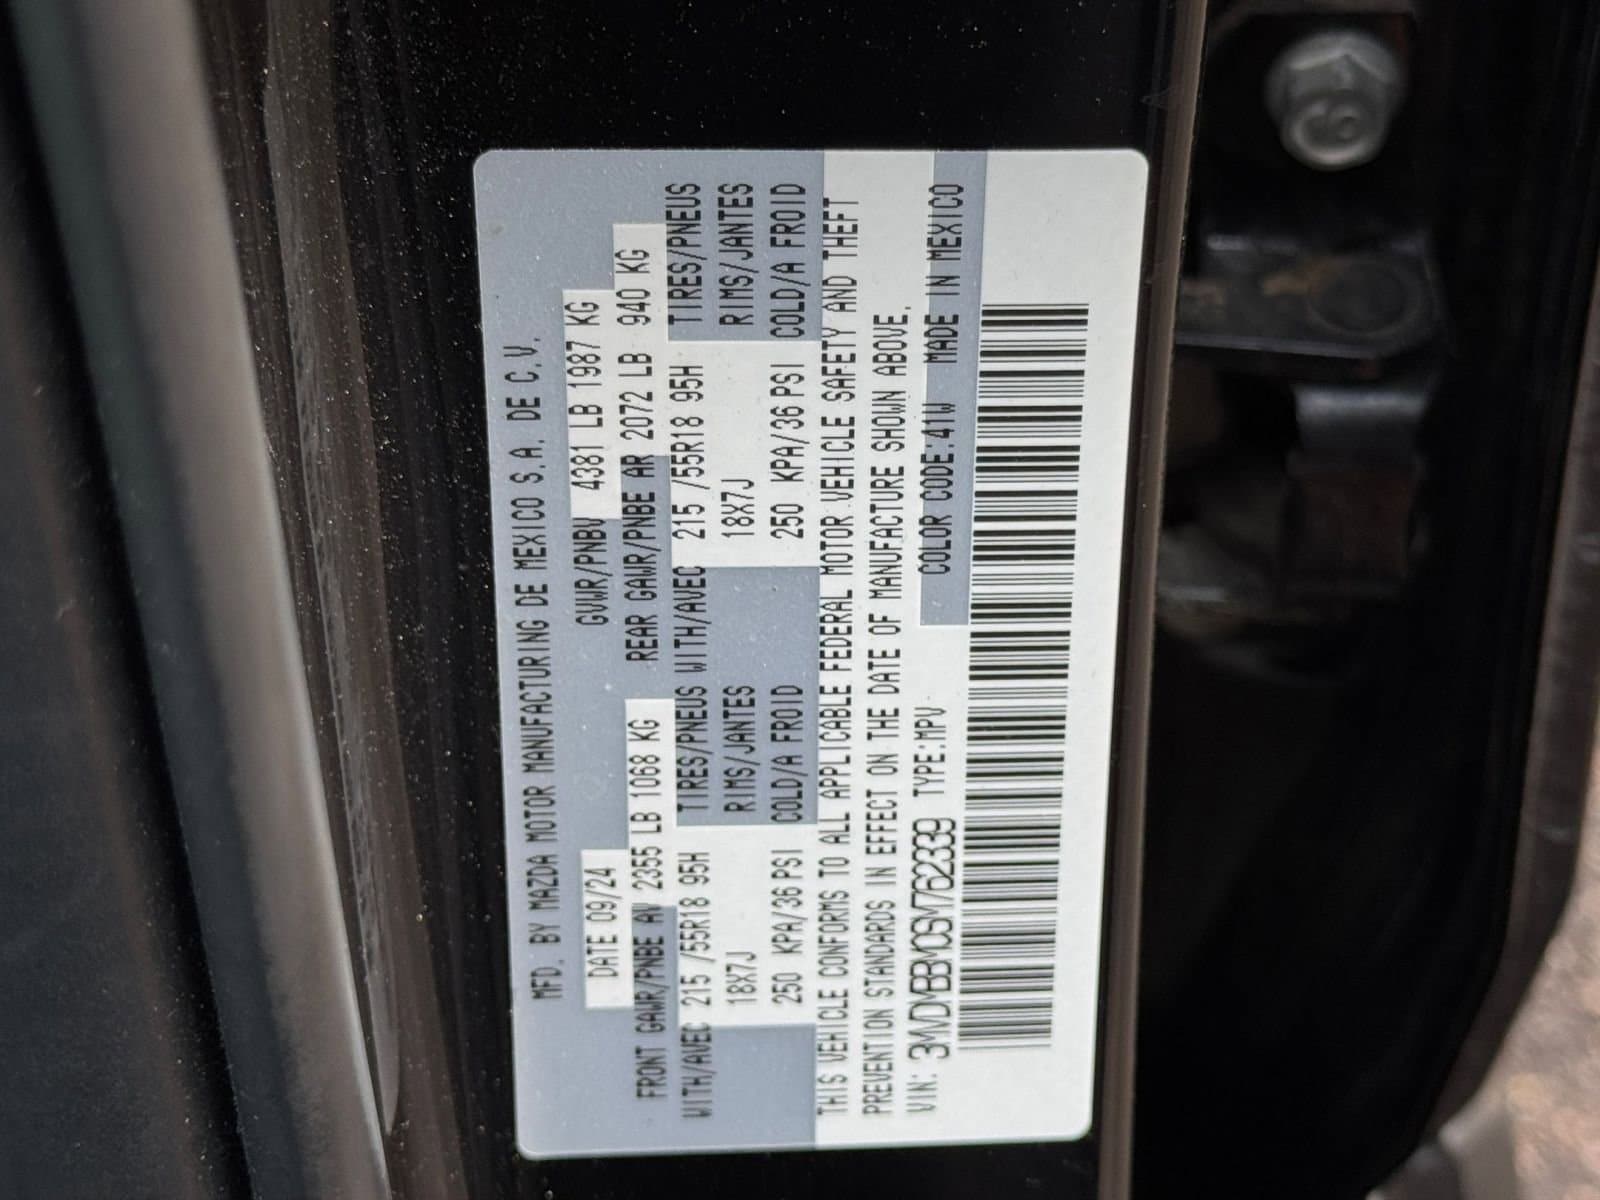 MFD. BY MAZDA MOTOR MANUFACTURING DE MEXICO S.A. DE C.V.
DATE 09/24 GVWR/PNBV 4381 LB 1987 KG
FRONT GAWR/PNBE AV 2355 LB 1068 KG REAR GAWR/PNBE AR 2072 LB 940 KG
WITH/AVEC 215 /55R18 95H TIRES/PNEUS WITH/AVEC 215 /55R18 95H TIRES/PNEUS
18X7J RIMS/JANTES 18X7J RIMS/JANTES
250 KPA/36 PSI COLD/A FROID 250 KPA/36 PSI COLD/A FROID
THIS VEHICLE CONFORMS TO ALL APPLICABLE FEDERAL MOTOR VEHICLE SAFETY AND THEFT
PREVENTION STANDARDS IN EFFECT ON THE DATE OF MANUFACTURE SHOWN ABOVE.
VIN: 3MVDMBBM0SM762339 TYPE:MPV COLOR CODE:41W MADE IN MEXICO